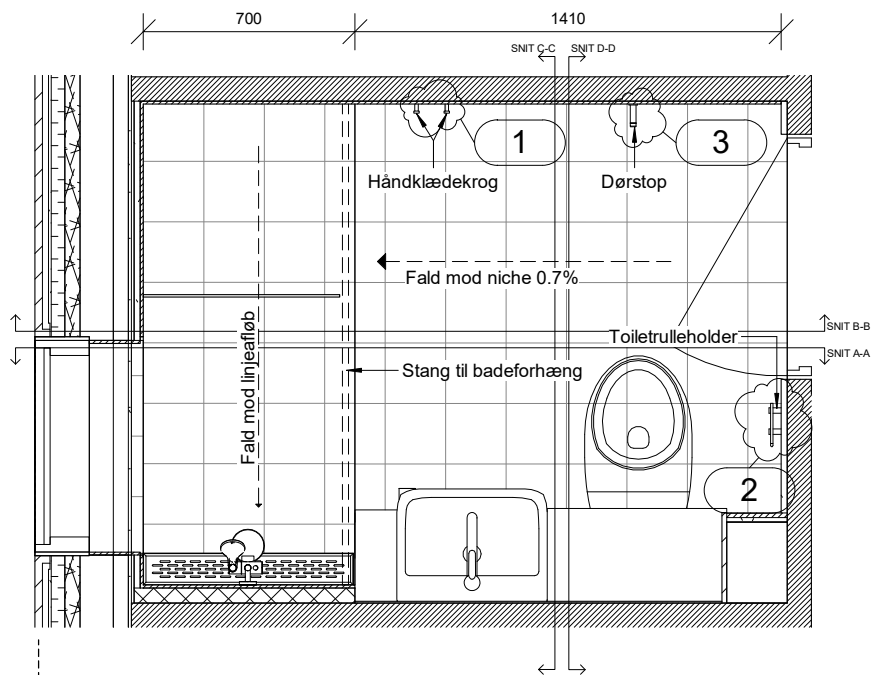 700
1410
SNIT C-C
SNIT D-D
1
3
Håndklædekrog
Dørstop
Fald mod niche 0.7%
Fald mod linjeafløb
SNIT B-B
Toiletrulleholder
SNIT A-A
Stang til badeforhæng
2